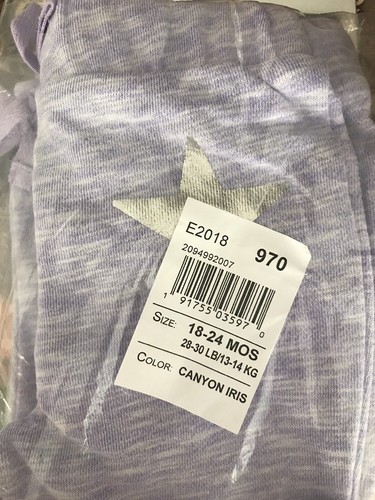 E2018 970
2094992007
1 91755 03597 0
SIZE: 18-24 MOS
28-30 LB/13-14 KG
COLOR: CANYON IRIS